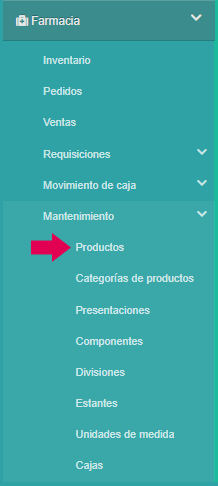 Farmacia
Inventario
Pedidos
Ventas
Requisiciones
Movimiento de caja
Mantenimiento
Productos
Categorías de productos
Presentaciones
Componentes
Divisiones
Estantes
Unidades de medida
Cajas